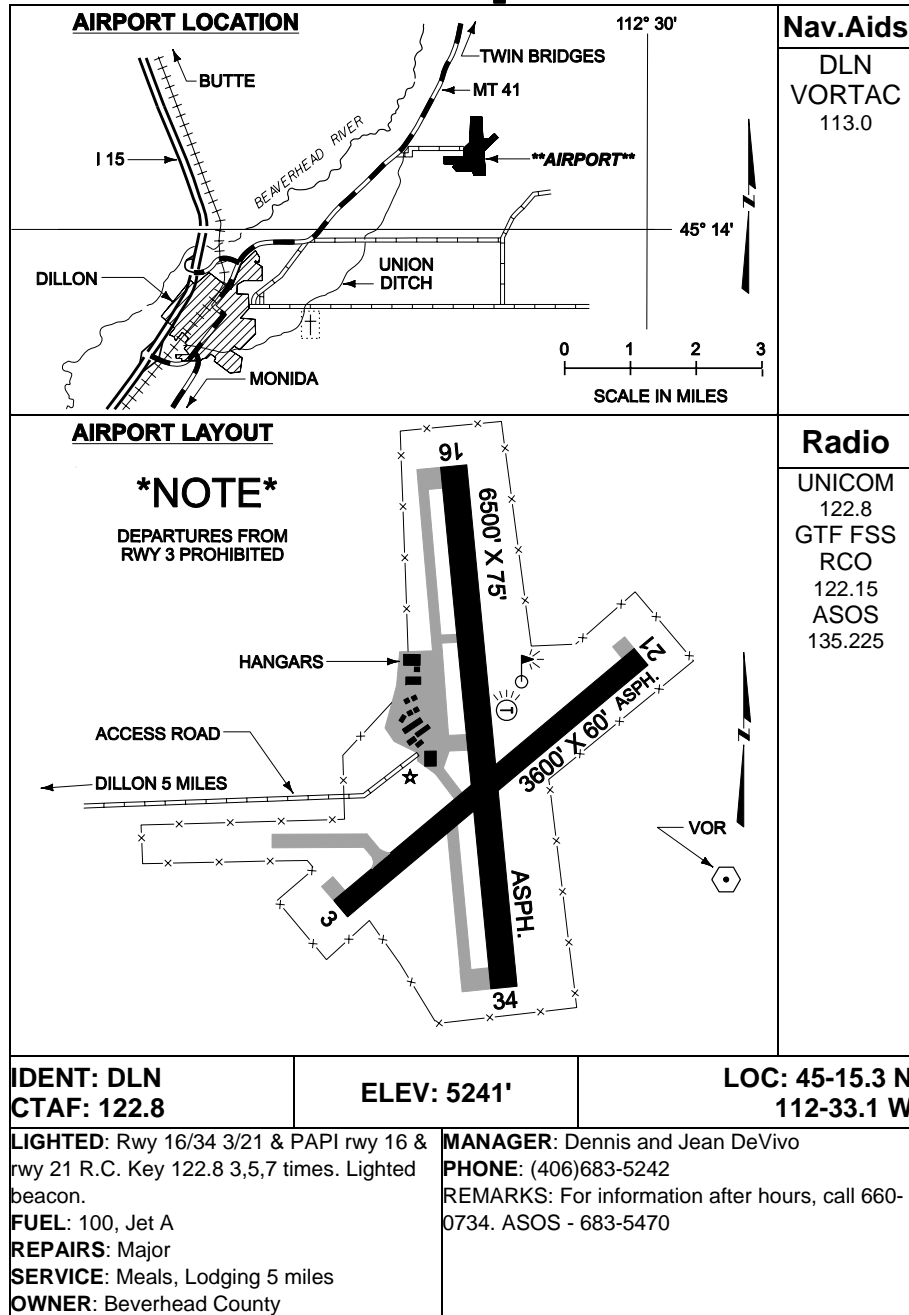 AIRPORT LOCATION
112° 30'
TWIN BRIDGES
BUTTE
MT 41
I 15
BEAVERHEAD RIVER
**AIRPORT**
N
45° 14'
DILLON
UNION
DITCH
MONIDA
0 1 2 3
SCALE IN MILES
Nav.Aids
DLN
VORTAC
113.0
AIRPORT LAYOUT
*NOTE*
DEPARTURES FROM
RWY 3 PROHIBITED
16
6500' X 75'
HANGARS
21
T
3600' X 60' ASPH.
ACCESS ROAD
DILLON 5 MILES
N
VOR
ASPH.
3
34
Radio
UNICOM
122.8
GTF FSS
RCO
122.15
ASOS
135.225
IDENT: DLN
CTAF: 122.8
ELEV: 5241'
LOC: 45-15.3 N
112-33.1 W
LIGHTED: Rwy 16/34 3/21 & PAPI rwy 16 &
rwy 21 R.C. Key 122.8 3,5,7 times. Lighted
beacon.
FUEL: 100, Jet A
REPAIRS: Major
SERVICE: Meals, Lodging 5 miles
OWNER: Beverhead County
MANAGER: Dennis and Jean DeVivo
PHONE: (406)683-5242
REMARKS: For information after hours, call 660-
0734. ASOS - 683-5470